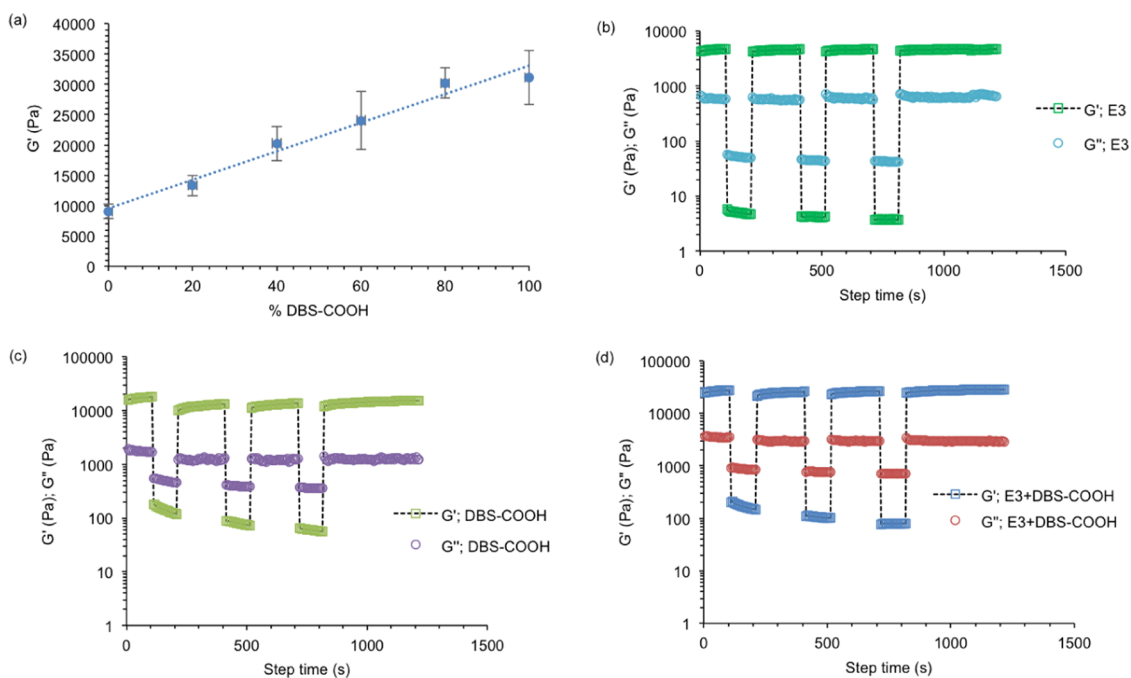 (a)
40000
35000
30000
25000
20000
15000
10000
5000
0
G' (Pa)
0 20 40 60 80 100
% DBS-COOH
(b)
10000
1000
100
10
1
G' (Pa); G" (Pa)
0 500 1000 1500
Step time (s)
G'; E3
G"; E3
(c)
100000
10000
1000
100
10
1
G' (Pa); G" (Pa)
0 500 1000 1500
Step time (s)
G'; DBS-COOH
G"; DBS-COOH
(d)
100000
10000
1000
100
10
1
G' (Pa); G" (Pa)
0 500 1000 1500
Step time (s)
G'; E3+DBS-COOH
G"; E3+DBS-COOH